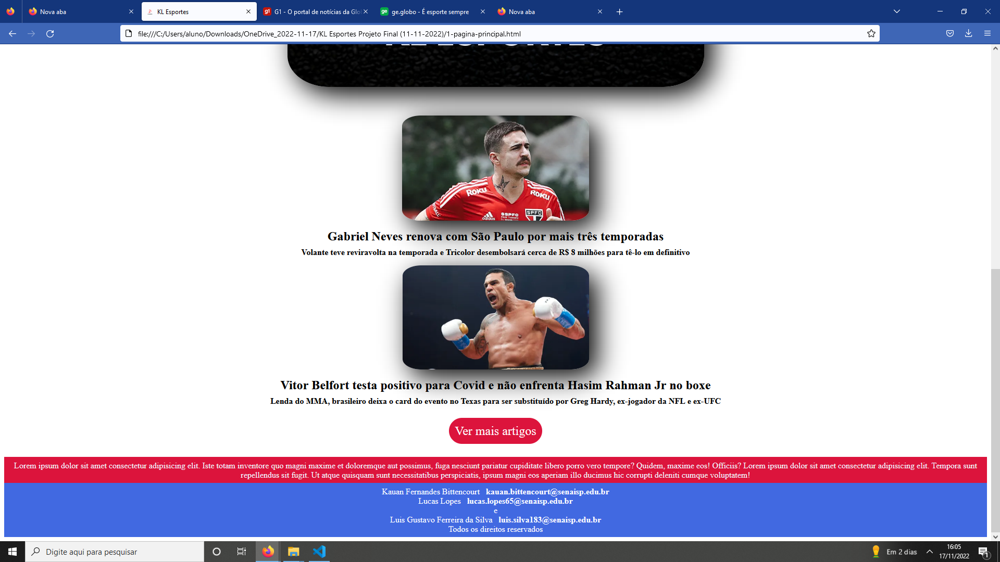 Nova aba
KL Esportes
G1 - O portal de notícias da Glo
ge.globo - É esporte sempre
Nova aba
file:///C:/Users/aluno/Downloads/OneDrive_2022-11-17/KL Esportes Projeto Final (11-11-2022)/1-pagina-principal.html
KL ESPORTES
ROKU
ROKU
adidas
$SPFC
FAN TOKEN
SPFC
Gabriel Neves renova com São Paulo por mais três temporadas
Volante teve reviravolta na temporada e Tricolor desembolsará cerca de R$ 8 milhões para tê-lo em definitivo
Vitor Belfort testa positivo para Covid e não enfrenta Hasim Rahman Jr no boxe
Lenda do MMA, brasileiro deixa o card do evento no Texas para ser substituído por Greg Hardy, ex-jogador da NFL e ex-UFC
Ver mais artigos
Lorem ipsum dolor sit amet consectetur adipisicing elit. Iste totam inventore quo magni maxime et doloremque aut possimus, fuga nesciunt pariatur cupiditate libero porro vero tempore? Quidem, maxime eos! Officiis? Lorem ipsum dolor sit amet consectetur adipisicing elit. Tempora sunt
repellendus sit fugit. Ut atque quisquam sunt necessitatibus perspiciatis, ipsum magni eos aperiam illo ducimus hic corrupti deleniti cumque voluptatem!
Kauan Fernandes Bittencourt kauan.bittencourt@senaisp.edu.br
Lucas Lopes lucas.lopes65@senaisp.edu.br
e
Luis Gustavo Ferreira da Silva luis.silva183@senaisp.edu.br
Todos os direitos reservados
Digite aqui para pesquisar
Em 2 dias
16:05
17/11/2022
1